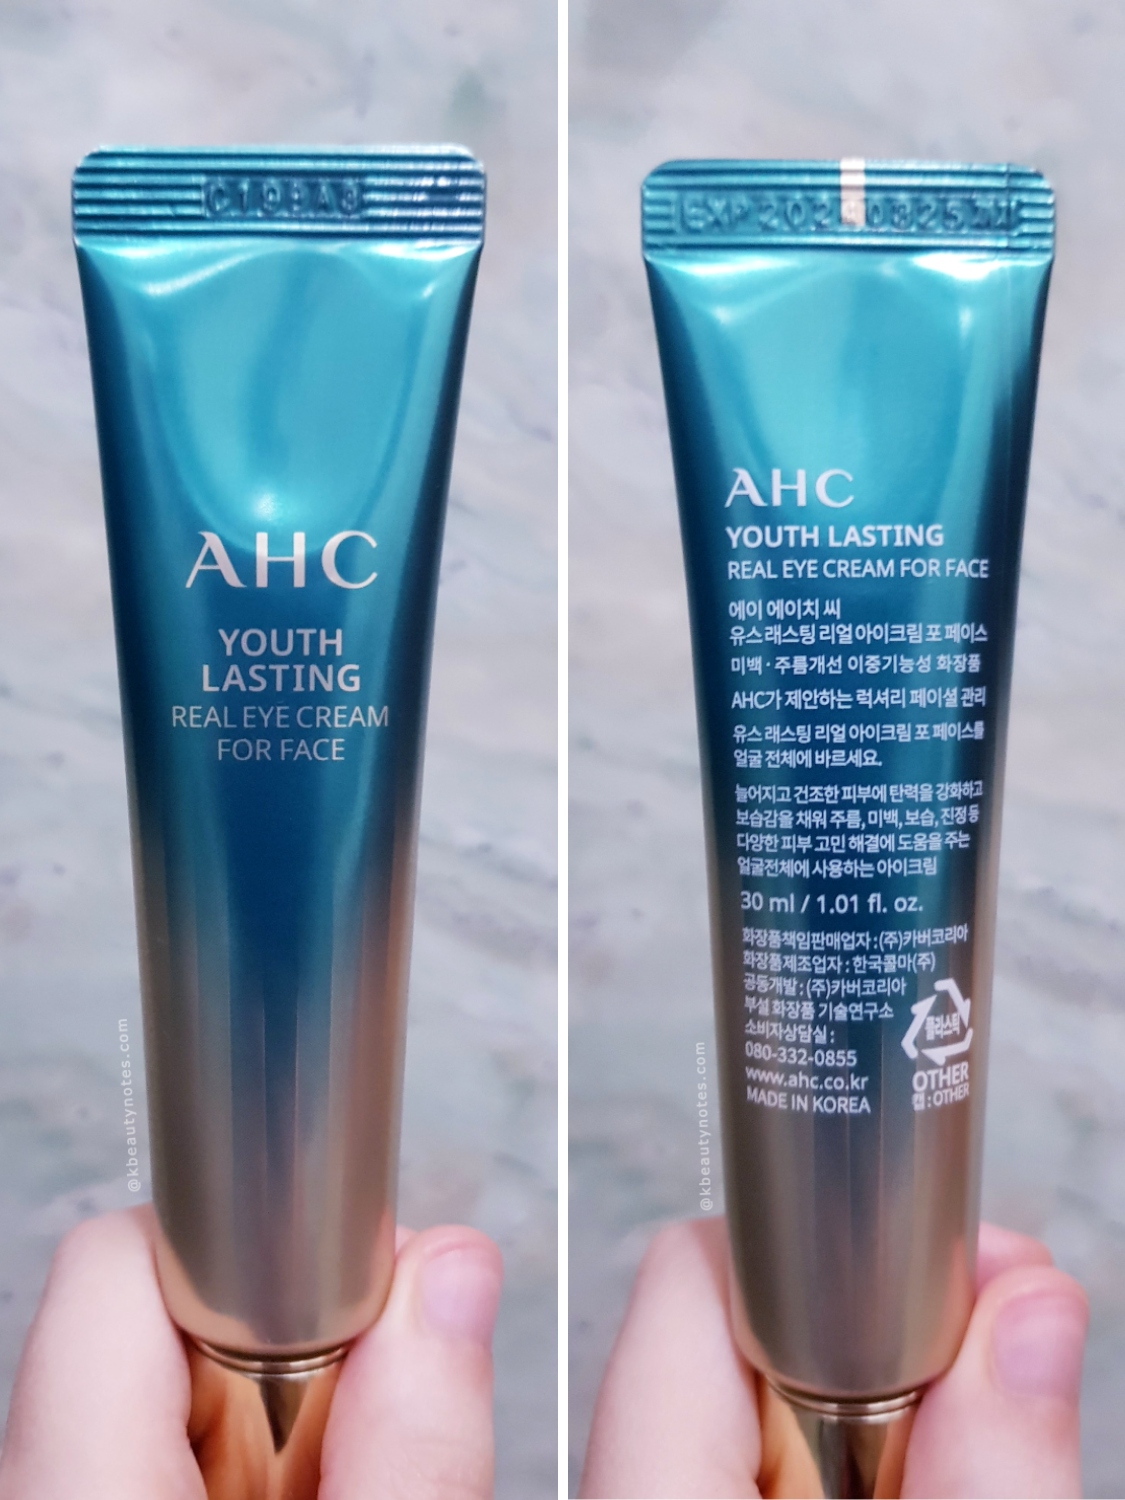 C19BA8
AHC
YOUTH
LASTING
REAL EYE CREAM
FOR FACE
@kbeautynotes.com
AHC
YOUTH LASTING
REAL EYE CREAM FOR FACE
에이 에이치 씨
유스 래스팅 리얼 아이크림 포 페이스
미백 · 주름개선 이중기능성 화장품
AHC가 제안하는 럭셔리 페이셜 관리
유스 래스팅 리얼 아이크림 포 페이스를
얼굴 전체에 바르세요.
늘어지고 건조한 피부에 탄력을 강화하고
보습감을 채워 주름, 미백, 보습, 진정 등
다양한 피부 고민 해결에 도움을 주는
얼굴전체에 사용하는 아이크림
30 ml / 1.01 fl. oz.
화장품책임판매업자 : (주)카버코리아
화장품제조업자 : 한국콜마(주)
공동개발 : (주)카버코리아
부설 화장품 기술연구소
소비자상담실 :
080-332-0855
www.ahc.co.kr
MADE IN KOREA
플라스틱
OTHER
캡 : OTHER
@kbeautynotes.com